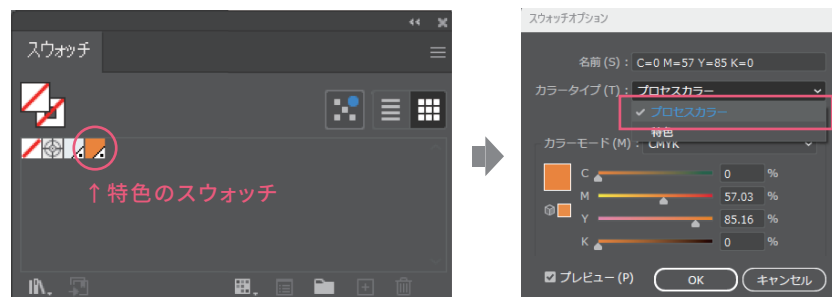 スウォッチ
↑特色のスウォッチ
スウォッチオプション
名前 (S) : C=0 M=57 Y=85 K=0
カラータイプ (T) : プロセスカラー
プロセスカラー
特色
カラーモード (M) : CMYK
C 0 %
M 57.03 %
Y 85.16 %
K 0 %
プレビュー (P) OK キャンセル